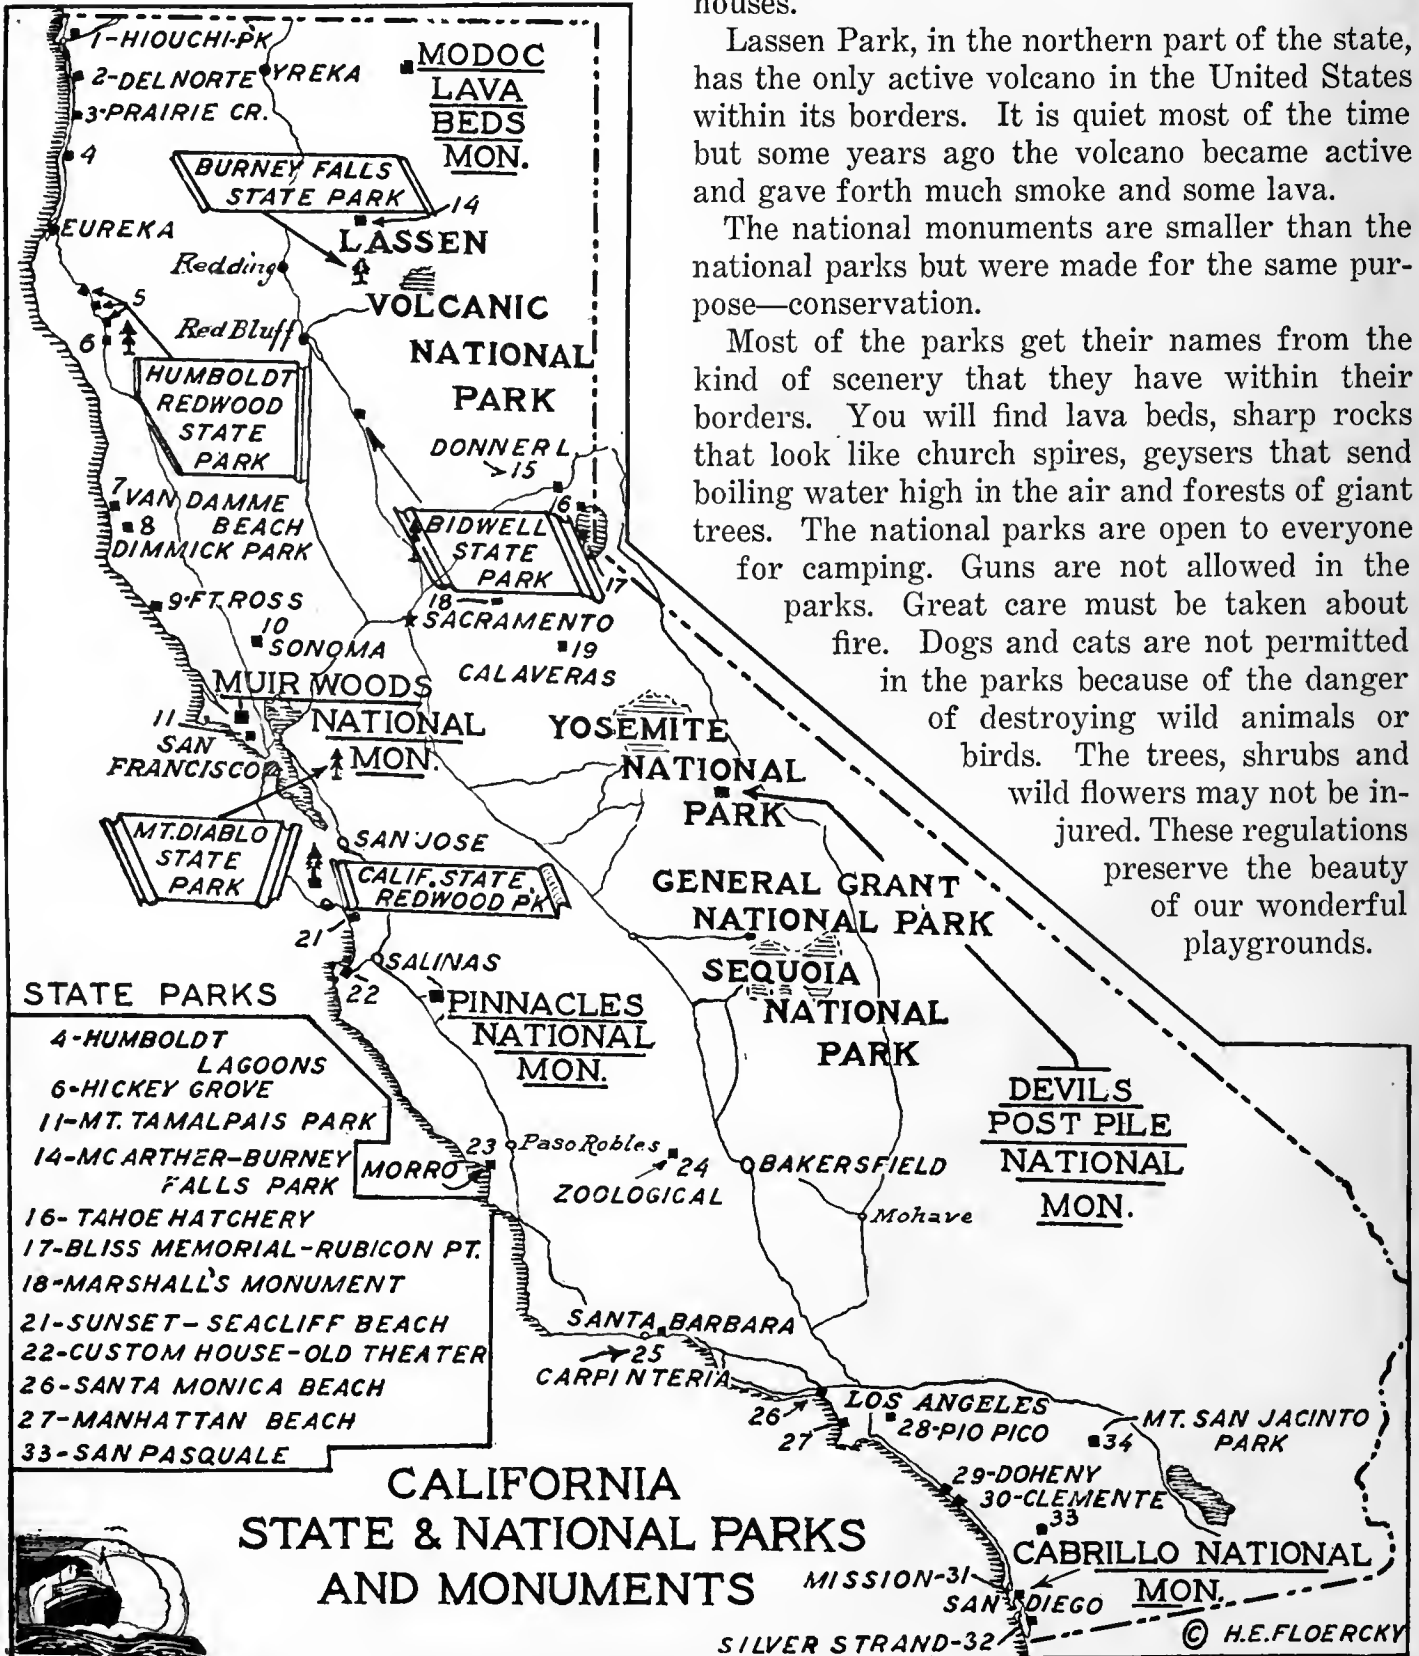 houses.
Lassen Park, in the northern part of the state,
has the only active volcano in the United States
within its borders. It is quiet most of the time
but some years ago the volcano became active
and gave forth much smoke and some lava.
The national monuments are smaller than the
national parks but were made for the same pur-
pose—conservation.
Most of the parks get their names from the
kind of scenery that they have within their
borders. You will find lava beds, sharp rocks
that look like church spires, geysers that send
boiling water high in the air and forests of giant
trees. The national parks are open to everyone
for camping. Guns are not allowed in the
parks. Great care must be taken about
fire. Dogs and cats are not permitted
in the parks because of the danger
of destroying wild animals or
birds. The trees, shrubs and
wild flowers may not be in-
jured. These regulations
preserve the beauty
of our wonderful
playgrounds.
1-HIOUCHI-PK
2-DEL NORTE
YREKA
3-PRAIRIE CR.
4
MODOC
LAVA
BEDS
MON.
BURNEY FALLS
STATE PARK
14
EUREKA
LASSEN
VOLCANIC
NATIONAL
PARK
Redding
5
6
Red Bluff
HUMBOLDT
REDWOOD
STATE
PARK
DONNER L.
15
16
7
VAN DAMME
BEACH
8
DIMMICK PARK
BIDWELL
STATE
PARK
17
9-FT. ROSS
10
SONOMA
18
SACRAMENTO
19
CALAVERAS
MUIR WOODS
NATIONAL
MON.
11
SAN
FRANCISCO
YOSEMITE
NATIONAL
PARK
MT. DIABLO
STATE
PARK
SAN JOSE
CALIF. STATE
REDWOOD PK
GENERAL GRANT
NATIONAL PARK
21
SALINAS
22
SEQUOIA
NATIONAL
PARK
PINNACLES
NATIONAL
MON.
DEVILS
POST PILE
NATIONAL
MON.
STATE PARKS
4-HUMBOLDT
LAGOONS
6-HICKEY GROVE
11-MT. TAMALPAIS PARK
14-MC ARTHER-BURNEY
FALLS PARK
16-TAHOE HATCHERY
17-BLISS MEMORIAL-RUBICON PT.
18-MARSHALL'S MONUMENT
21-SUNSET-SEACLIFF BEACH
22-CUSTOM HOUSE-OLD THEATER
26-SANTA MONICA BEACH
27-MANHATTAN BEACH
33-SAN PASQUALE
23
Paso Robles
MORRO
24
ZOOLOGICAL
BAKERSFIELD
Mohave
SANTA BARBARA
25
CARPINTERIA
26
LOS ANGELES
27
28-PIO PICO
34
MT. SAN JACINTO
PARK
29-DOHENY
30-CLEMENTE
33
CABRILLO NATIONAL
MON.
MISSION-31
SAN DIEGO
SILVER STRAND-32
CALIFORNIA
STATE & NATIONAL PARKS
AND MONUMENTS
© H.E.FLOERCKY